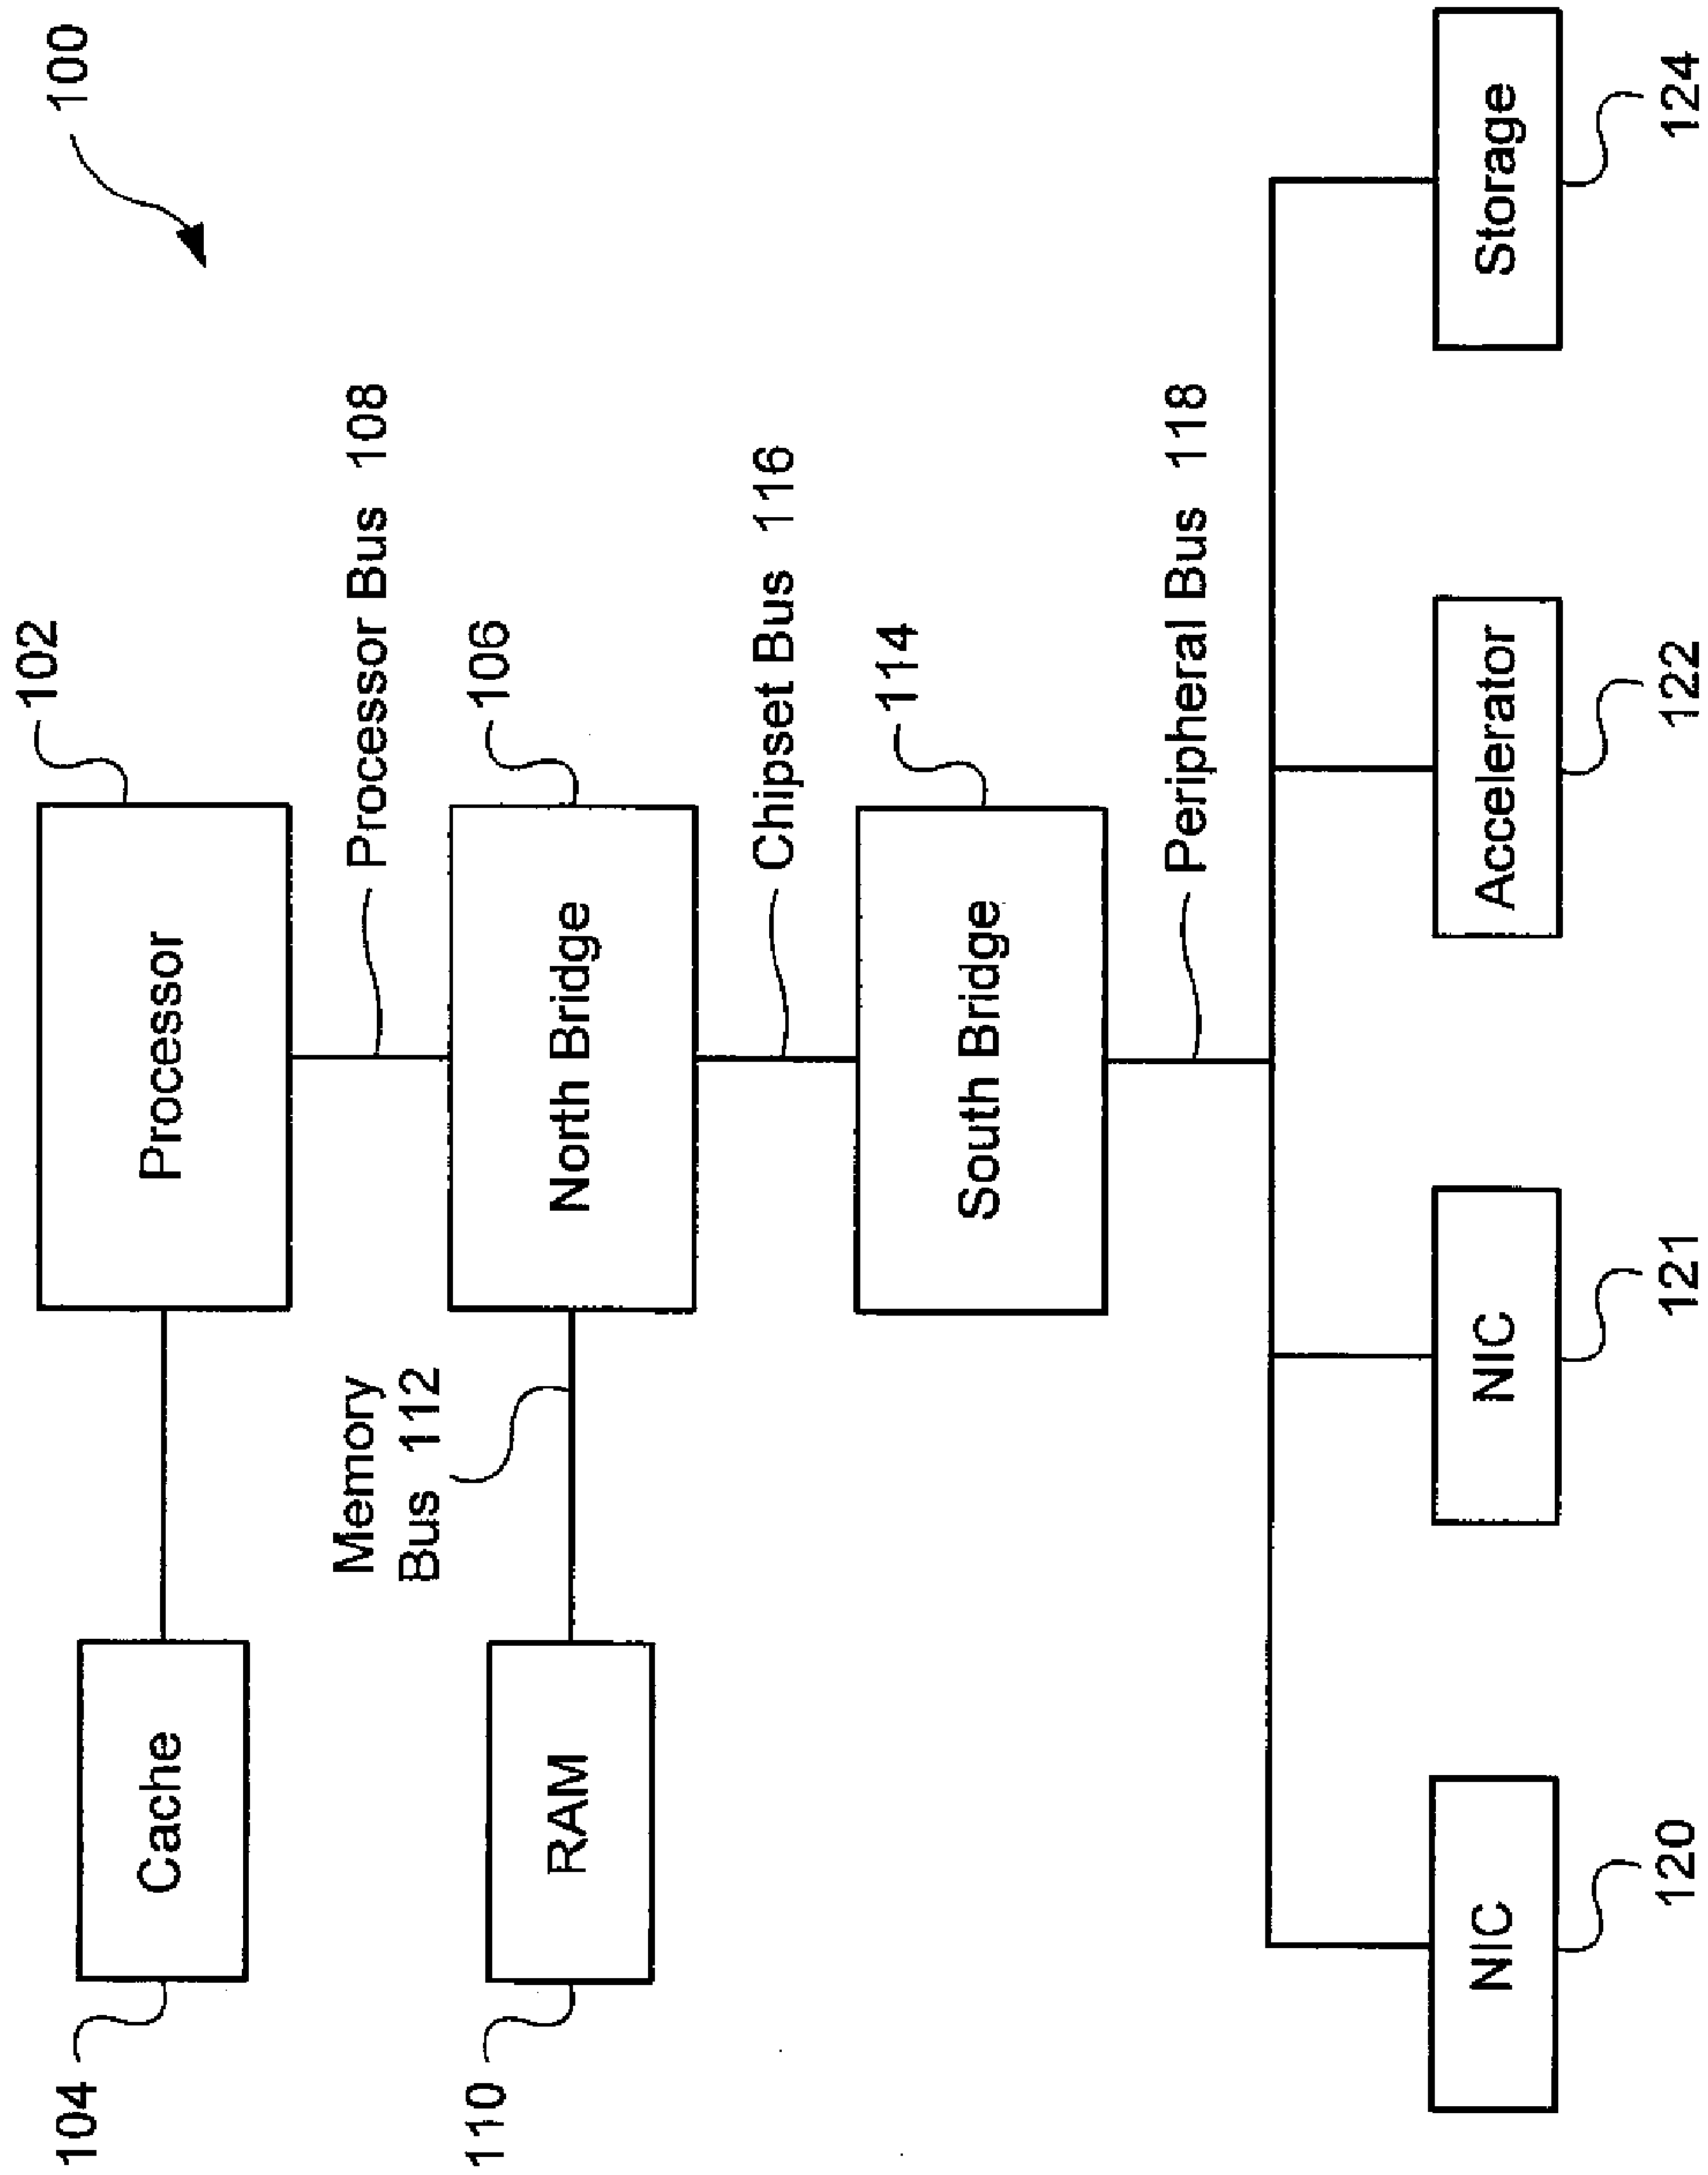 100
102
Processor
Cache
104
Processor Bus 108
106
North Bridge
Memory
Bus 112
RAM
110
Chipset Bus 116
114
South Bridge
Peripheral Bus 118
NIC
NIC
Accelerator
Storage
120
121
122
124